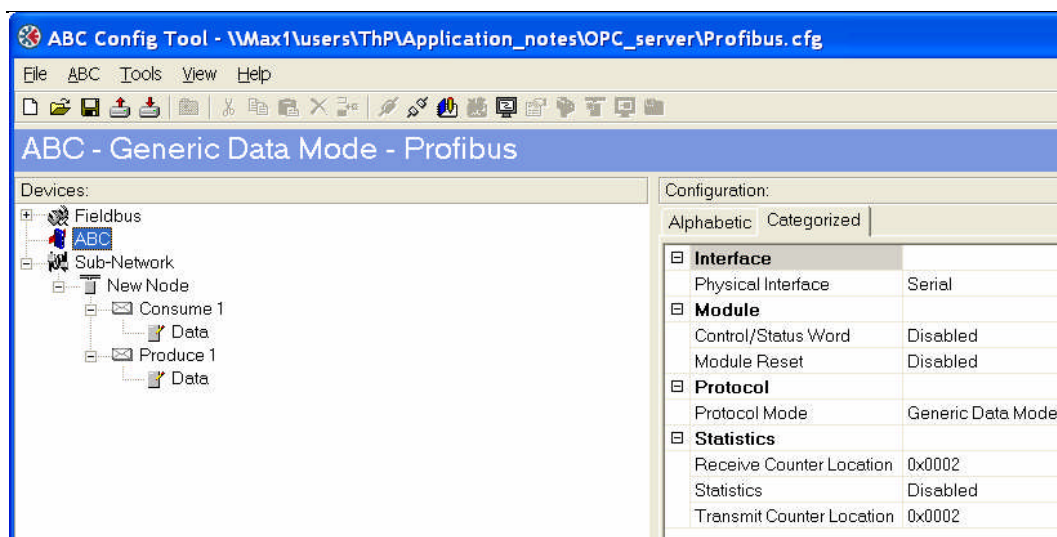 ABC Config Tool - \\Max1\users\ThP\Application_notes\OPC_server\Profibus.cfg
File ABC Tools View Help
ABC - Generic Data Mode - Profibus
Devices:
Fieldbus
ABC
Sub-Network
New Node
Consume 1
Data
Produce 1
Data
Configuration:
Alphabetic Categorized
Interface
Physical Interface Serial
Module
Control/Status Word Disabled
Module Reset Disabled
Protocol
Protocol Mode Generic Data Mode
Statistics
Receive Counter Location 0x0002
Statistics Disabled
Transmit Counter Location 0x0002